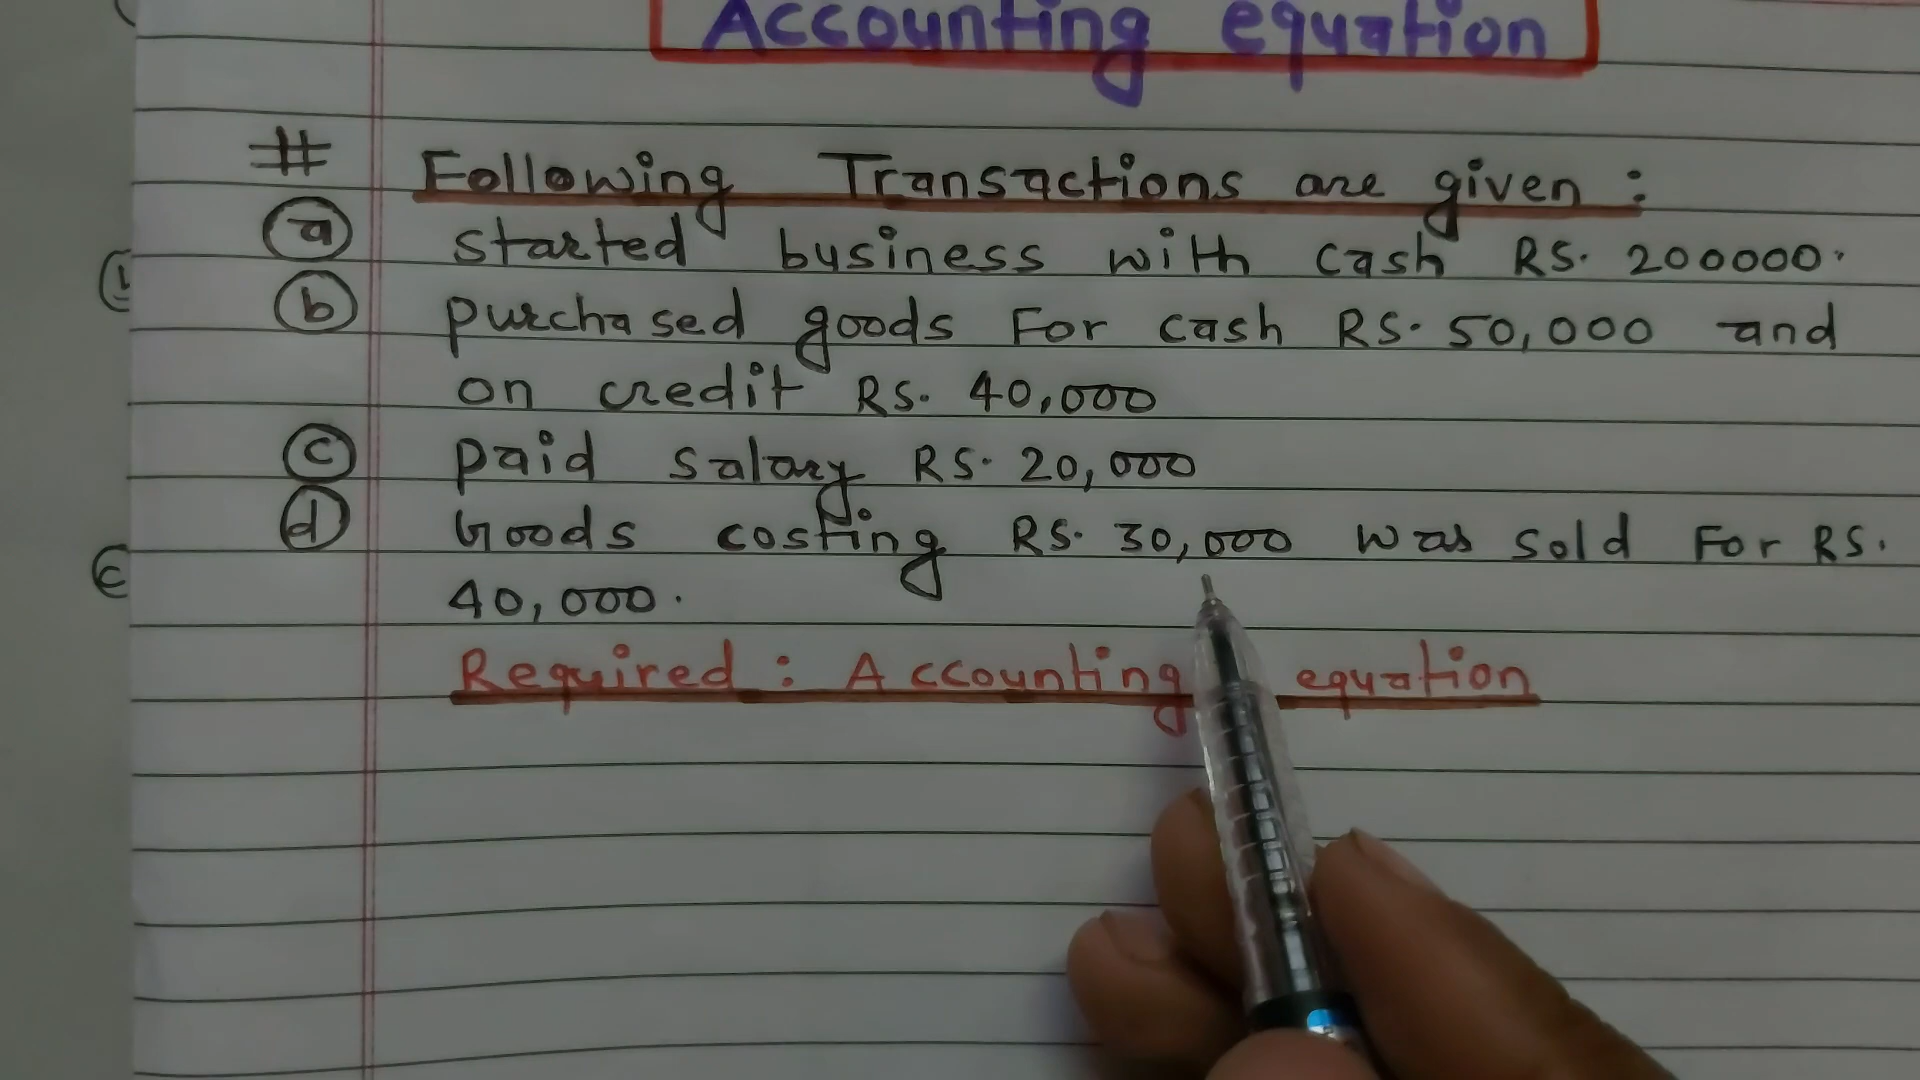 Accounting equation
# Following Transactions are given:
(a) started business with cash RS. 200000.
(b) purchased goods For cash RS. 50,000 and
on credit RS. 40,000
(c) paid salary RS. 20,000
(d) Goods costing RS. 30,000 was sold For RS.
40,000.
Required: Accounting equation